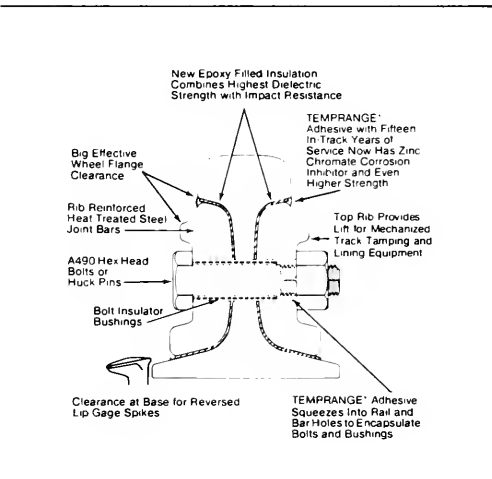 New Epoxy Filled Insulation
Combines Highest Dielectric
Strength with Impact Resistance
TEMPRANGE*
Adhesive with Fifteen
In-Track Years of
Service Now Has Zinc
Chromate Corrosion
Inhibitor and Even
Higher Strength
Big Effective
Wheel Flange
Clearance
Rib Reinforced
Heat Treated Steel
Joint Bars
Top Rib Provides
Lift for Mechanized
Track Tamping and
Lining Equipment
A490 Hex Head
Bolts or
Huck Pins
Bolt Insulator
Bushings
Clearance at Base for Reversed
Lip Gage Spikes
TEMPRANGE* Adhesive
Squeezes Into Rail and
Bar Holes to Encapsulate
Bolts and Bushings